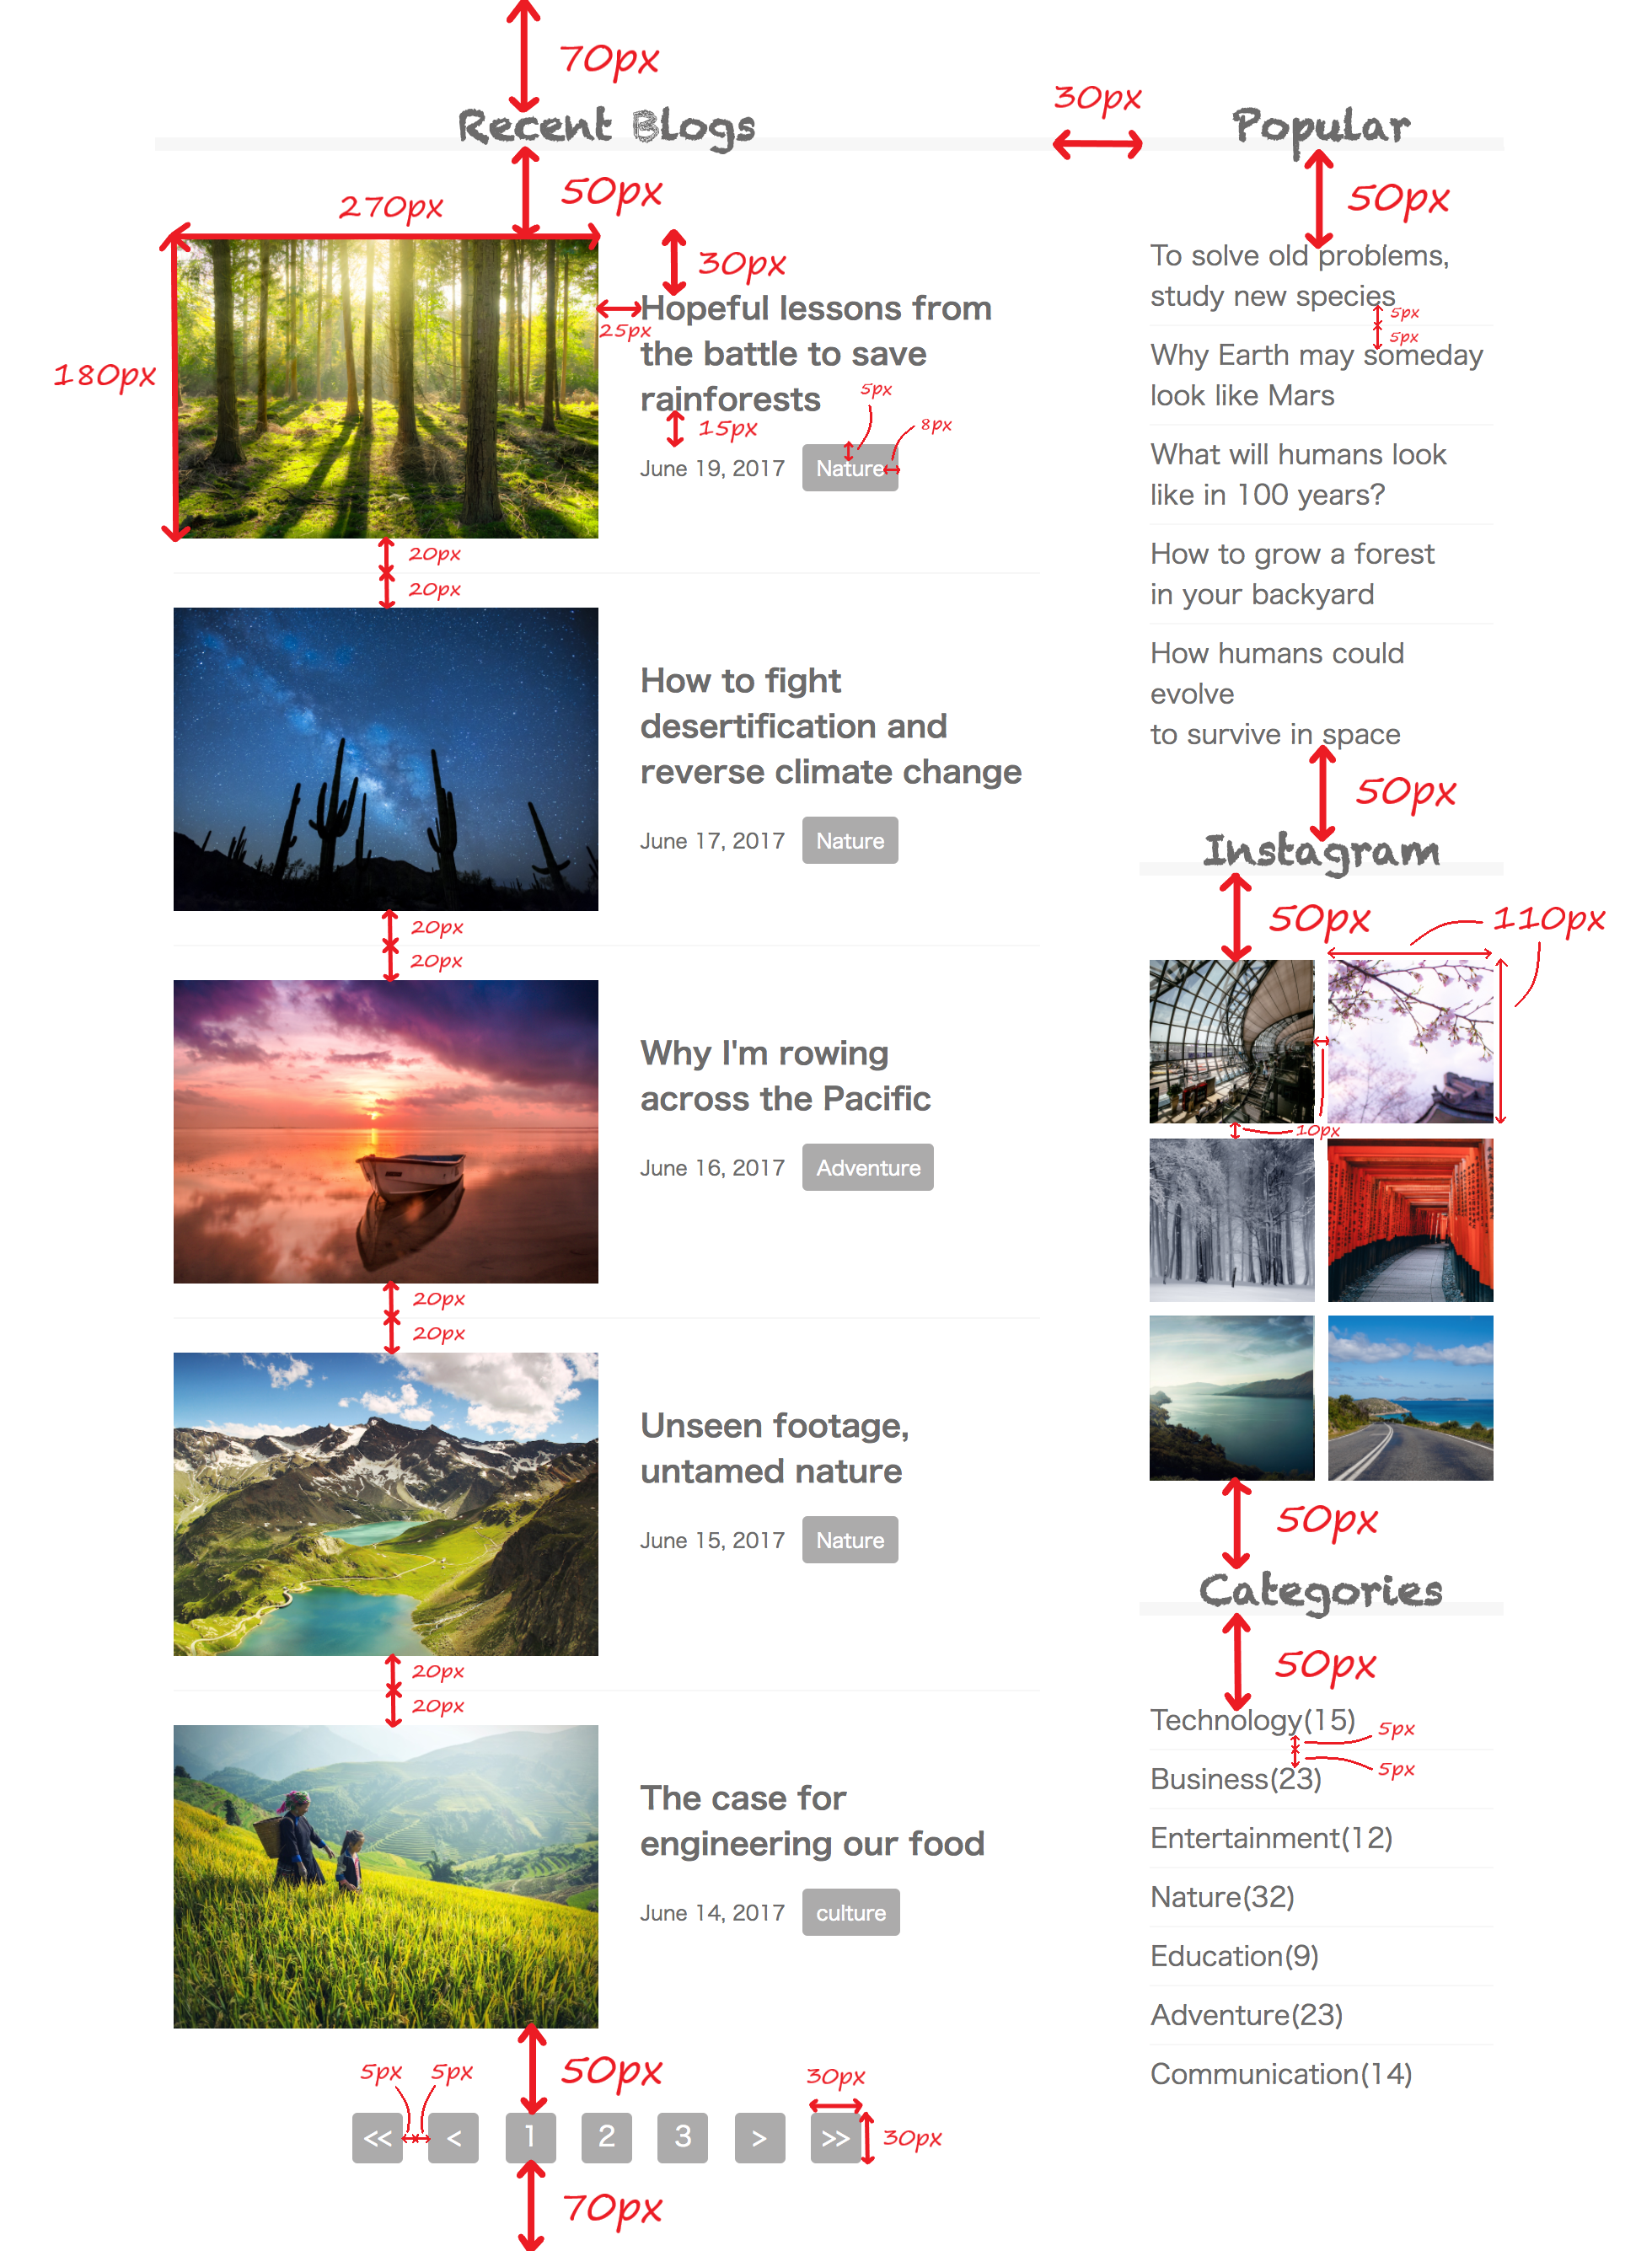 70px
Recent Blogs
50px
270px
180px
30px
25px
Hopeful lessons from
the battle to save
rainforests
15px
5px
8px
June 19, 2017 Nature
20px
20px
How to fight
desertification and
reverse climate change
June 17, 2017 Nature
20px
20px
Why I'm rowing
across the Pacific
June 16, 2017 Adventure
20px
20px
Unseen footage,
untamed nature
June 15, 2017 Nature
20px
20px
The case for
engineering our food
June 14, 2017 culture
50px
5px 5px
30px
<< < 1 2 3 > >>
30px
70px
30px
Popular
50px
To solve old problems,
study new species
5px
5px
Why Earth may someday
look like Mars
What will humans look
like in 100 years?
How to grow a forest
in your backyard
How humans could
evolve
to survive in space
50px
Instagram
50px
110px
10px
50px
Categories
50px
Technology(15)
5px
5px
Business(23)
Entertainment(12)
Nature(32)
Education(9)
Adventure(23)
Communication(14)